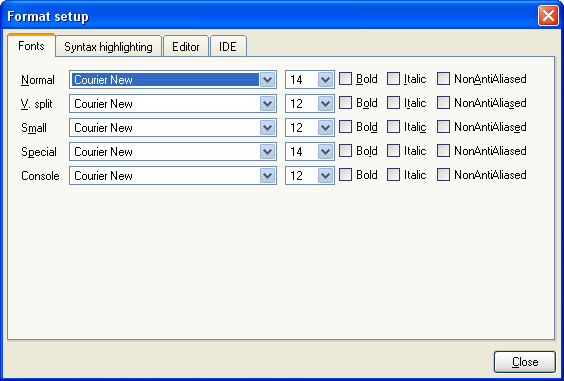 Format setup
Fonts Syntax highlighting Editor IDE
Normal Courier New 14 Bold Italic NonAntiAliased
V. split Courier New 12 Bold Italic NonAntiAliased
Small Courier New 12 Bold Italic NonAntiAliased
Special Courier New 14 Bold Italic NonAntiAliased
Console Courier New 12 Bold Italic NonAntiAliased
Close